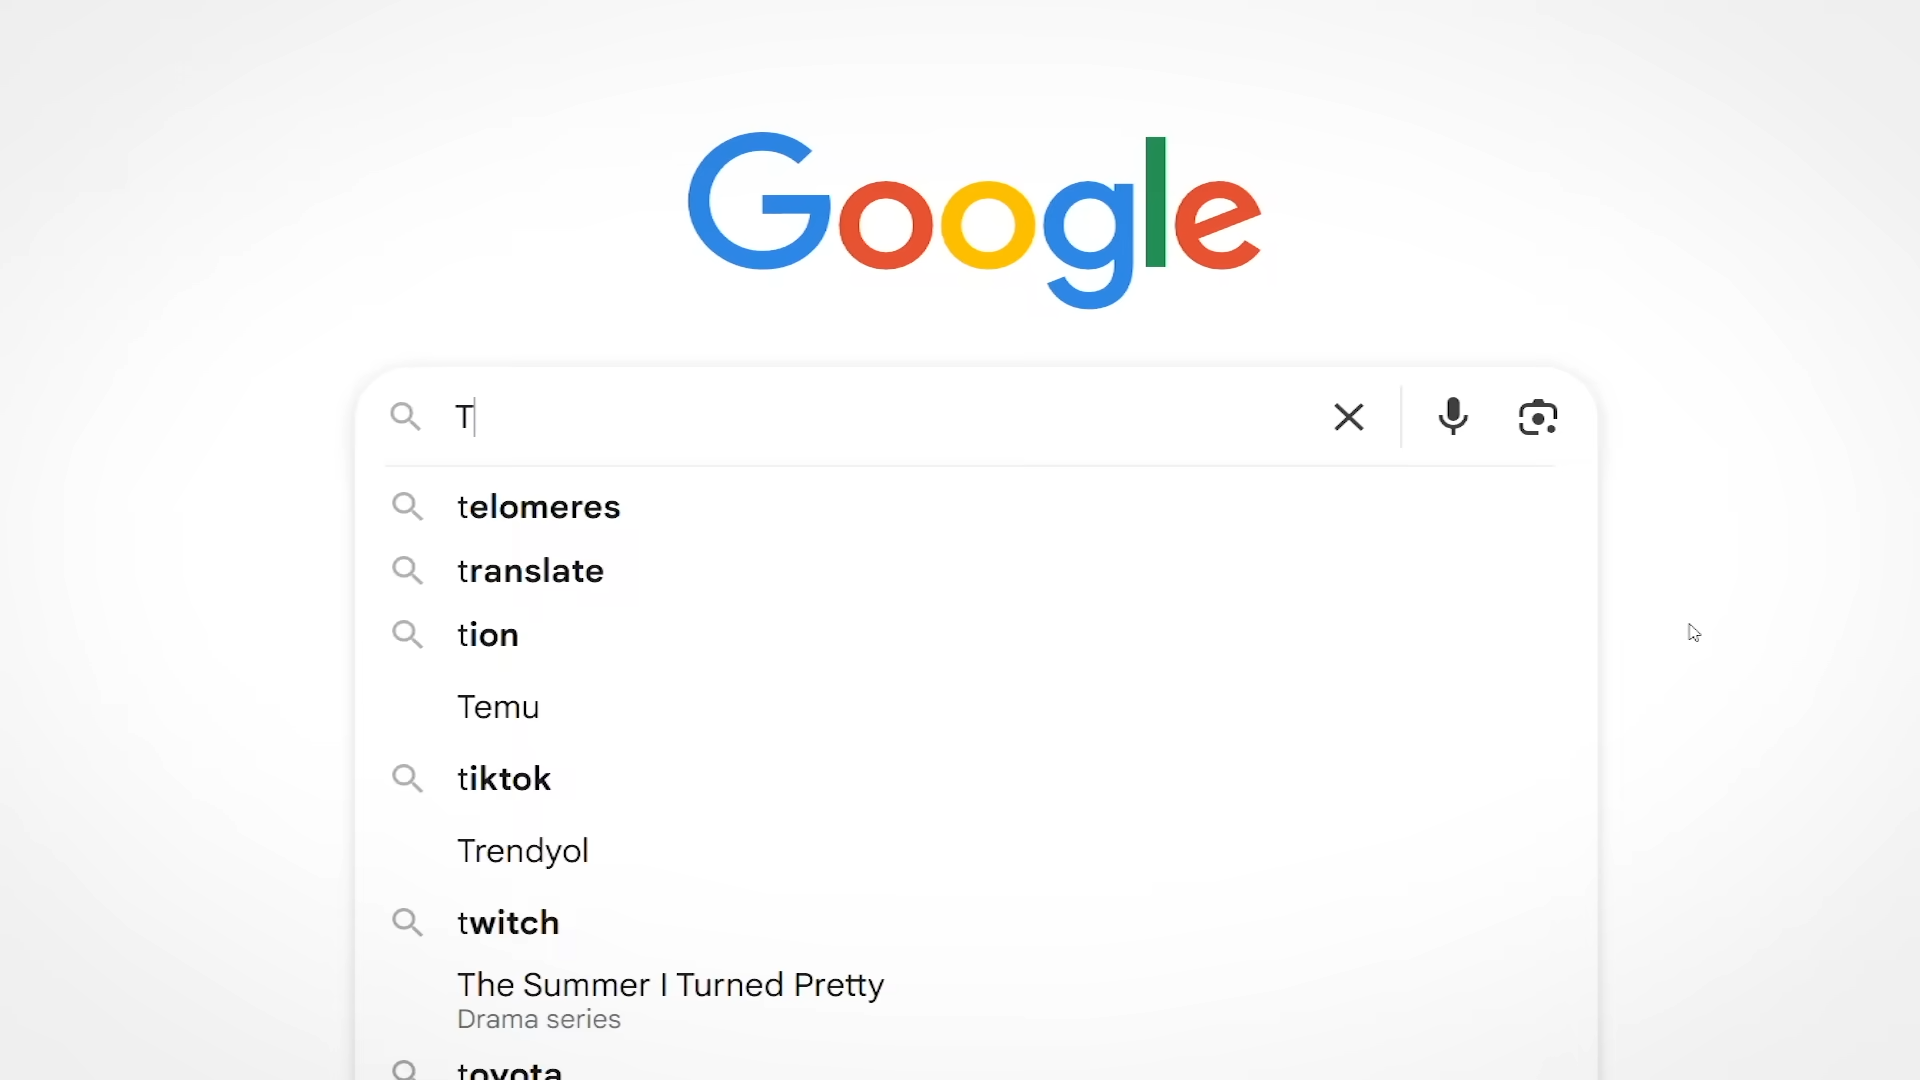 Google
T
telomeres
translate
tion
Temu
tiktok
Trendyol
twitch
The Summer I Turned Pretty
Drama series
toyota